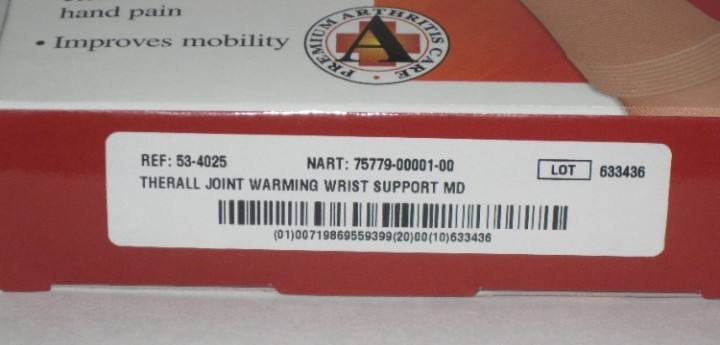 hand pain
• Improves mobility
PREMIUM ARTHRITIS CARE
A
REF: 53-4025
NART: 75779-00001-00
LOT
633436
THERALL JOINT WARMING WRIST SUPPORT MD
(01)00719869559399(20)00(10)633436